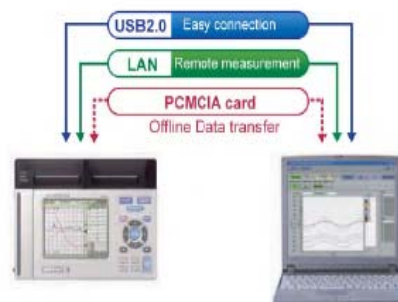 USB2.0 Easy connection
LAN Remote measurement
PCMCIA card
Offline Data transfer